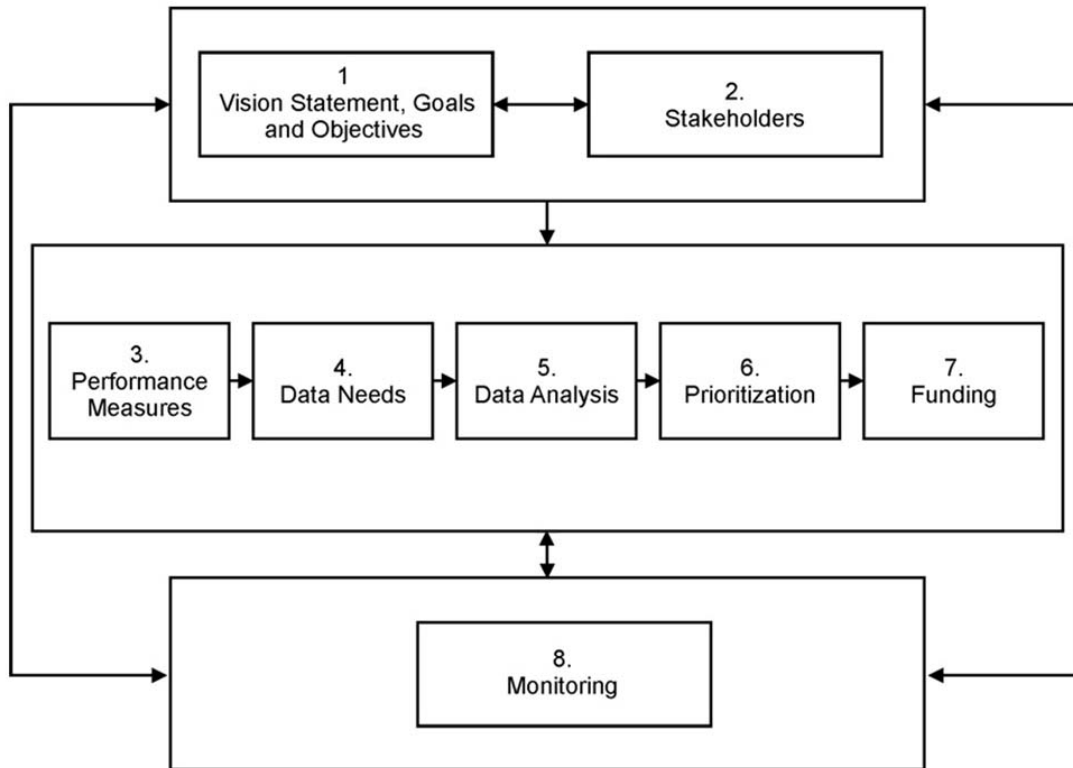 1
Vision Statement, Goals
and Objectives
2.
Stakeholders
3.
Performance
Measures
4.
Data Needs
5.
Data Analysis
6.
Prioritization
7.
Funding
8.
Monitoring